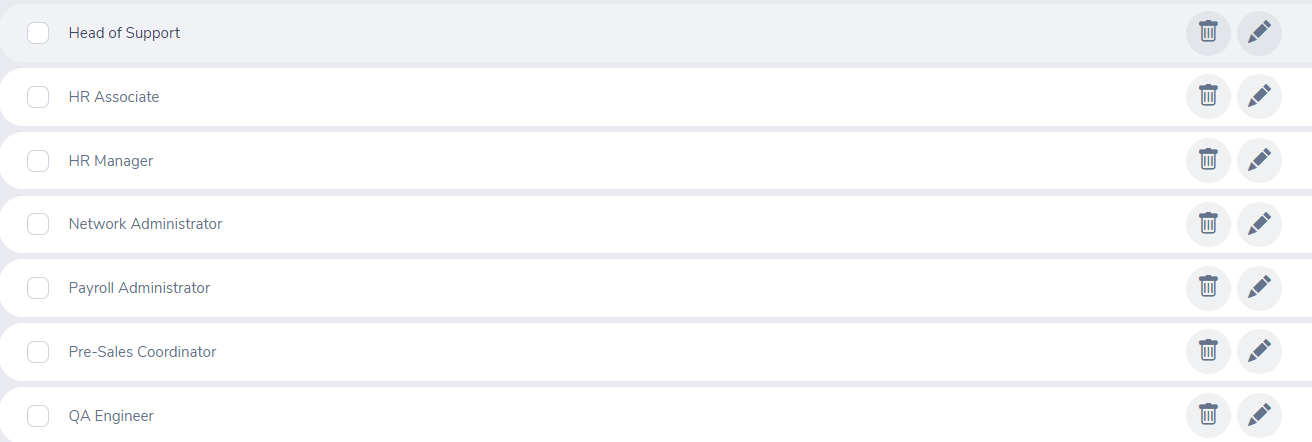 Head of Support
HR Associate
HR Manager
Network Administrator
Payroll Administrator
Pre-Sales Coordinator
QA Engineer